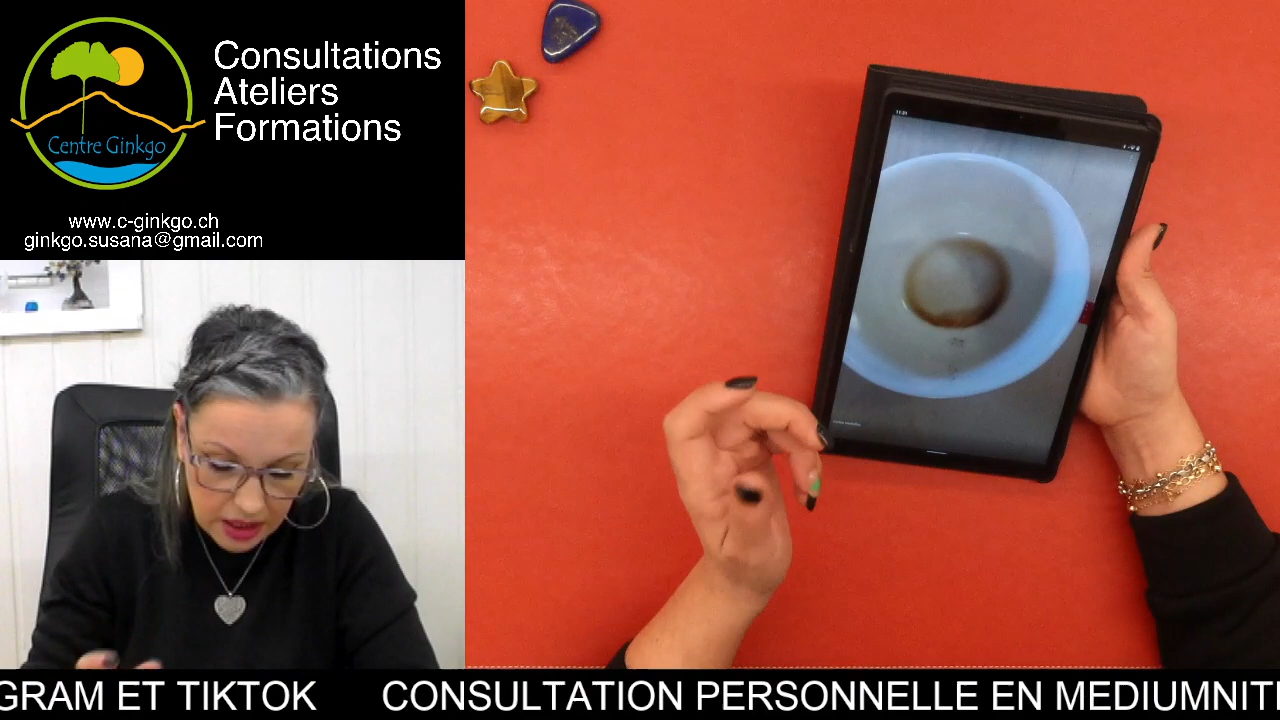 Consultations
Ateliers
Formations
Centre Ginkgo
www.c-ginkgo.ch
ginkgo.susana@gmail.com
GRAM ET TIKTOK CONSULTATION PERSONNELLE EN MEDIUMNIT